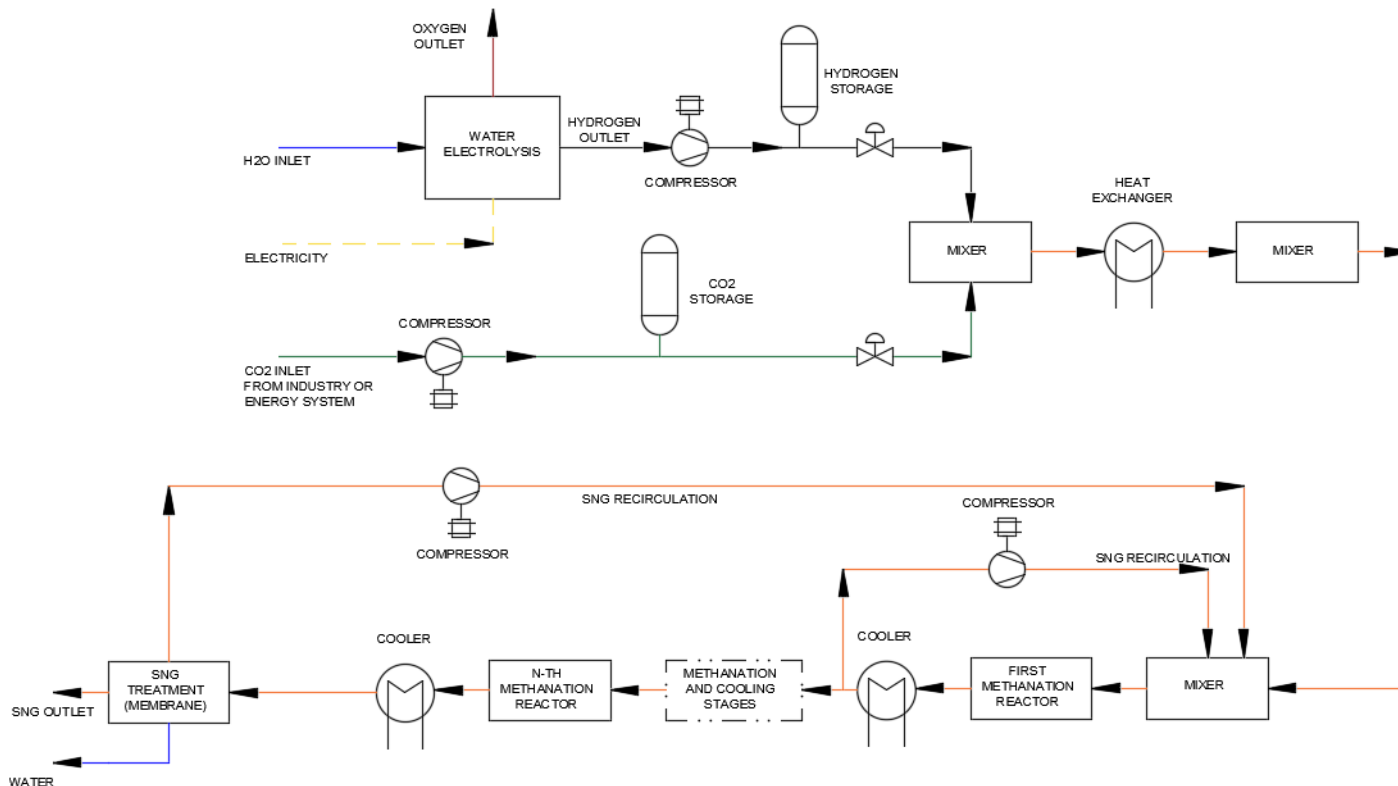 OXYGEN
OUTLET
HYDROGEN
STORAGE
WATER
ELECTROLYSIS
HYDROGEN
OUTLET
H2O INLET
COMPRESSOR
HEAT
EXCHANGER
ELECTRICITY
MIXER
MIXER
CO2
STORAGE
COMPRESSOR
CO2 INLET
FROM INDUSTRY OR
ENERGY SYSTEM
SNG RECIRCULATION
COMPRESSOR
COMPRESSOR
SNG RECIRCULATION
COOLER
COOLER
SNG
TREATMENT
(MEMBRANE)
N-TH
METHANATION
REACTOR
METHANATION
AND COOLING
STAGES
FIRST
METHANATION
REACTOR
MIXER
SNG OUTLET
WATER